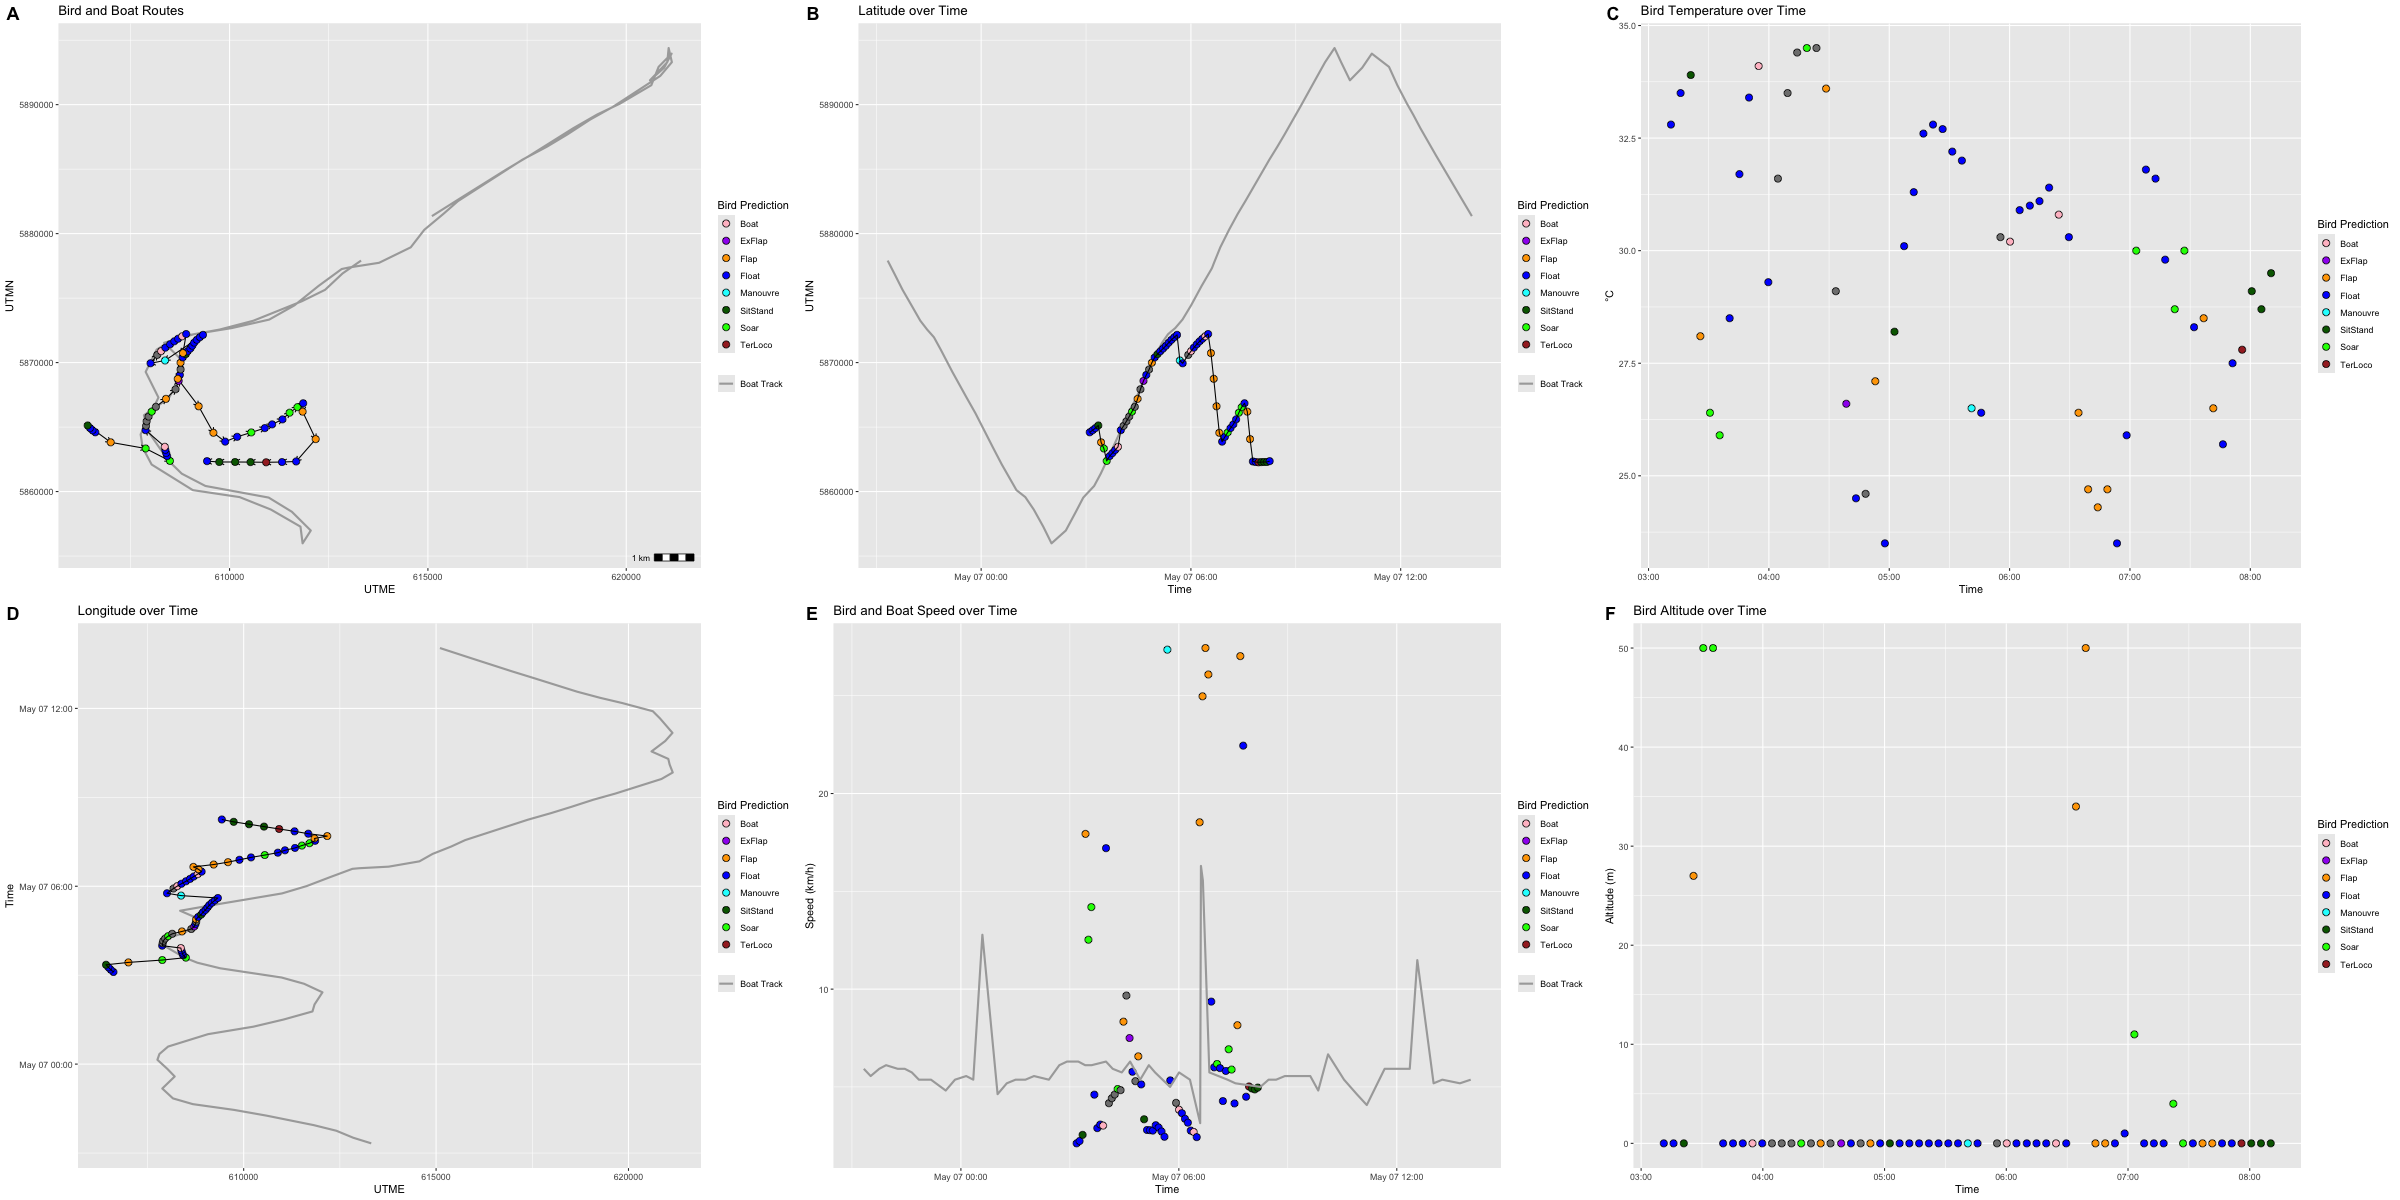 A Bird and Boat Routes
UTMN
5890000
5880000
5870000
5860000
610000
615000
620000
UTME
1 km
Bird Prediction
Boat
ExFlap
Flap
Float
Manouvre
SitStand
Soar
TerLoco
Boat Track
B Latitude over Time
UTMN
5890000
5880000
5870000
5860000
May 07 00:00
May 07 06:00
May 07 12:00
Time
Bird Prediction
Boat
ExFlap
Flap
Float
Manouvre
SitStand
Soar
TerLoco
Boat Track
C Bird Temperature over Time
°C
35.0
32.5
30.0
27.5
25.0
03:00
04:00
05:00
06:00
07:00
08:00
Time
Bird Prediction
Boat
ExFlap
Flap
Float
Manouvre
SitStand
Soar
TerLoco
D Longitude over Time
Time
May 07 12:00
May 07 06:00
May 07 00:00
610000
615000
620000
UTME
Bird Prediction
Boat
ExFlap
Flap
Float
Manouvre
SitStand
Soar
TerLoco
Boat Track
E Bird and Boat Speed over Time
Speed (km/h)
20
10
May 07 00:00
May 07 06:00
May 07 12:00
Time
Bird Prediction
Boat
ExFlap
Flap
Float
Manouvre
SitStand
Soar
TerLoco
Boat Track
F Bird Altitude over Time
Altitude (m)
50
40
30
20
10
0
03:00
04:00
05:00
06:00
07:00
08:00
Time
Bird Prediction
Boat
ExFlap
Flap
Float
Manouvre
SitStand
Soar
TerLoco